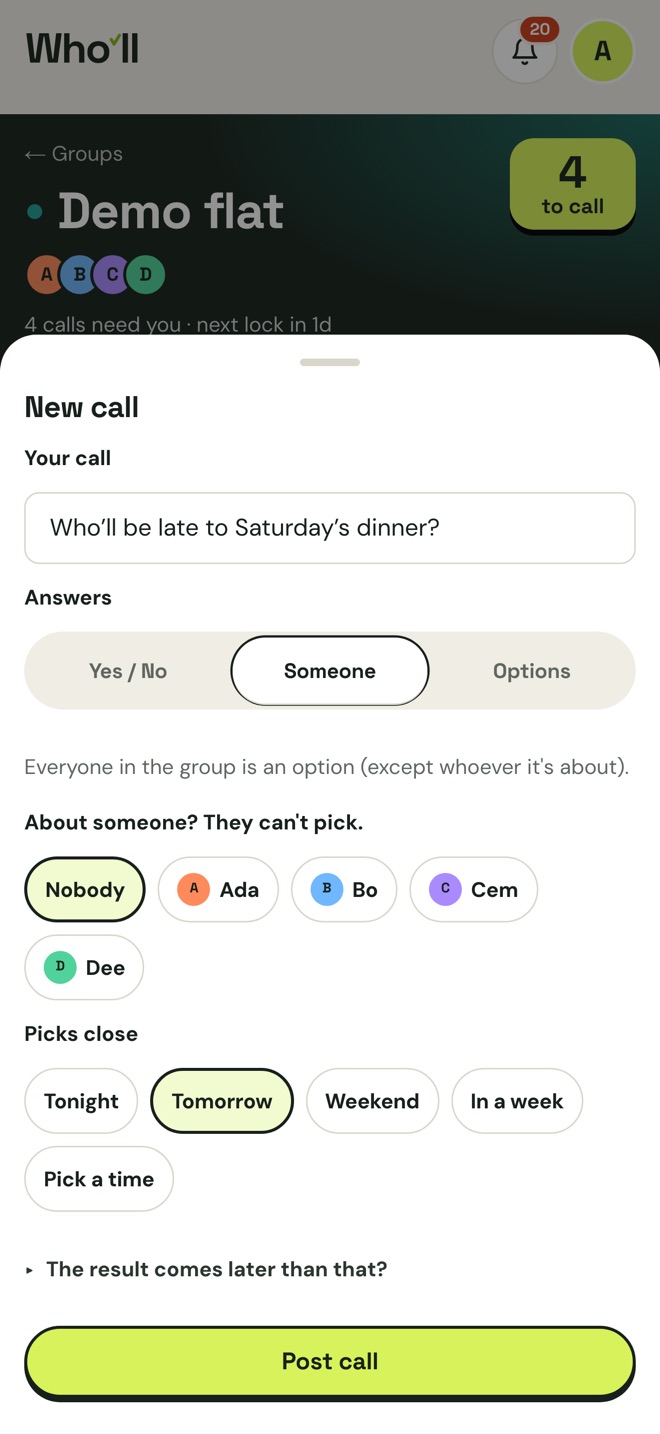 Who'll
20
A
← Groups
Demo flat
4
to call
A B C D
4 calls need you · next lock in 1d
New call
Your call
Who’ll be late to Saturday’s dinner?
Answers
Yes / No Someone Options
Everyone in the group is an option (except whoever it's about).
About someone? They can't pick.
Nobody A Ada B Bo C Cem
D Dee
Picks close
Tonight Tomorrow Weekend In a week
Pick a time
▸ The result comes later than that?
Post call